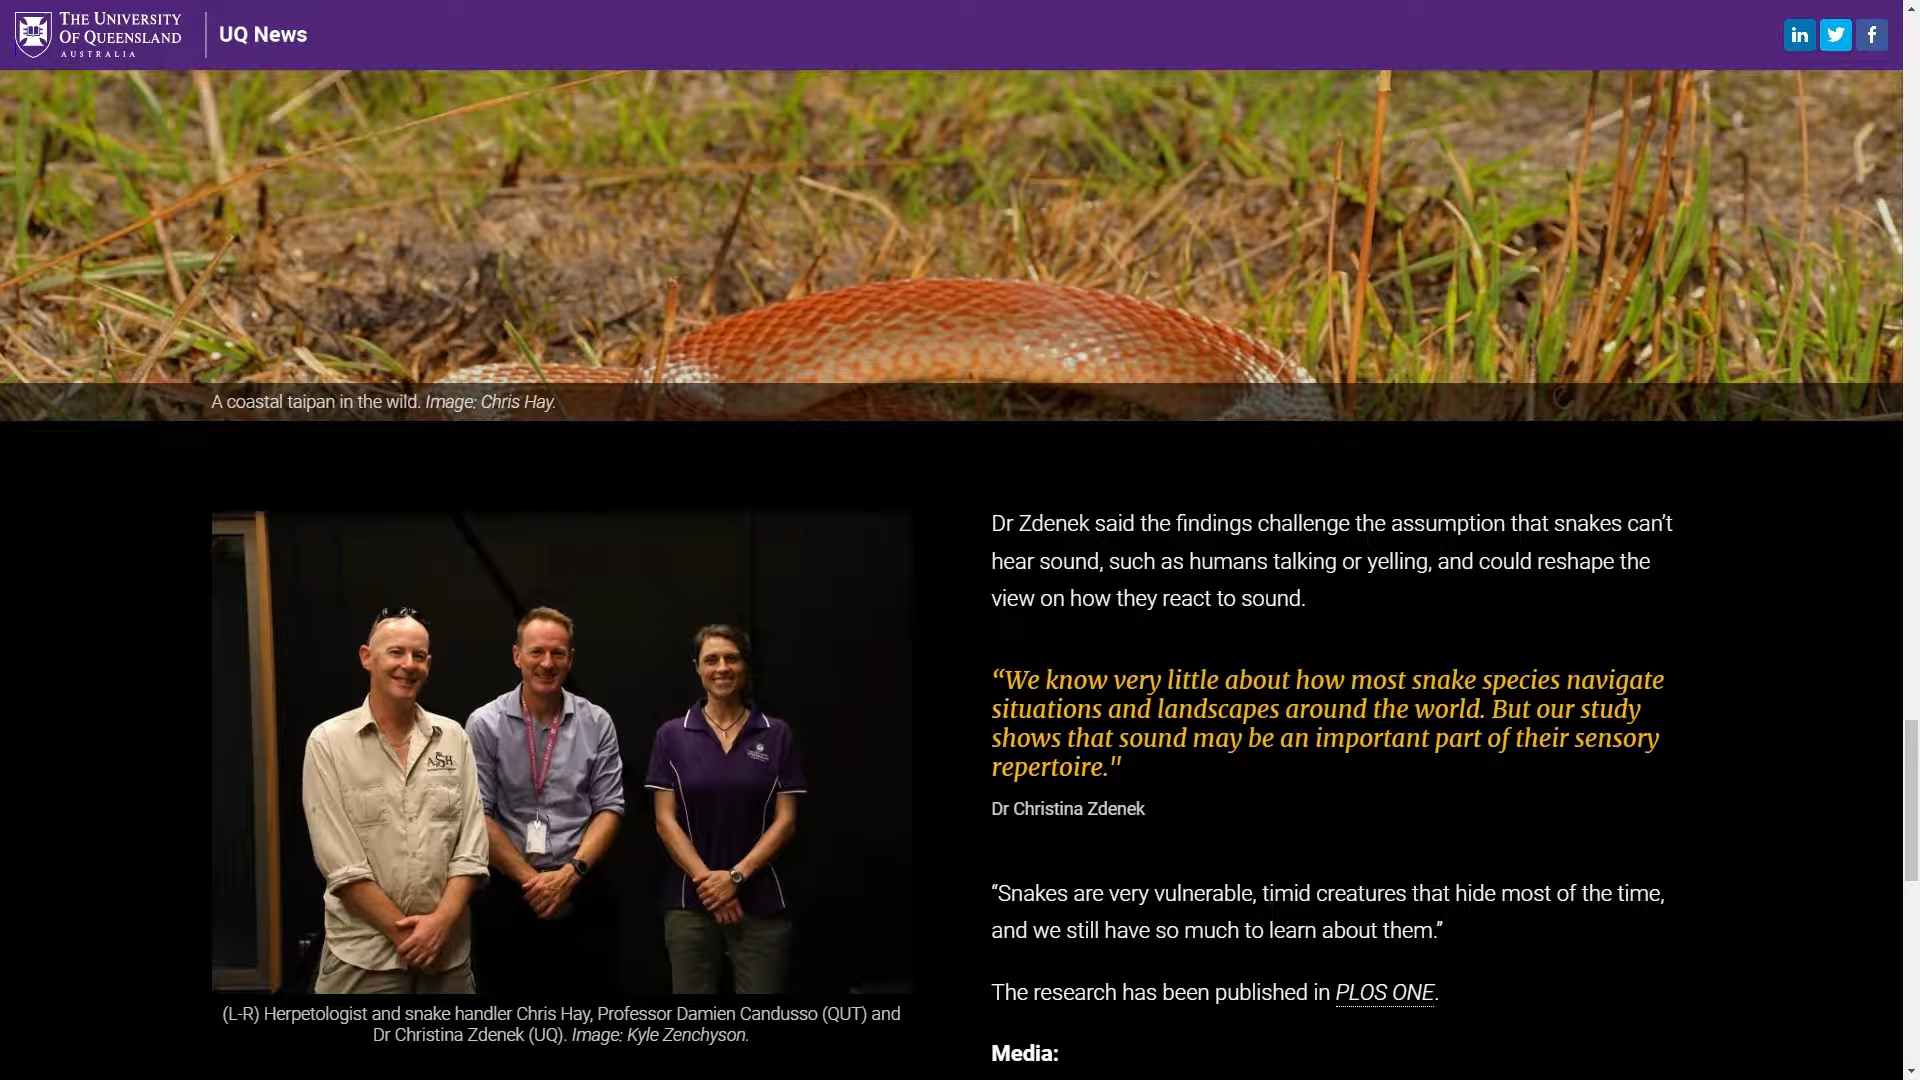 THE UNIVERSITY
OF QUEENSLAND
AUSTRALIA
UQ News
A coastal taipan in the wild. Image: Chris Hay.
ASH
(L-R) Herpetologist and snake handler Chris Hay, Professor Damien Candusso (QUT) and
Dr Christina Zdenek (UQ). Image: Kyle Zenchyson.
Dr Zdenek said the findings challenge the assumption that snakes can’t
hear sound, such as humans talking or yelling, and could reshape the
view on how they react to sound.
“We know very little about how most snake species navigate
situations and landscapes around the world. But our study
shows that sound may be an important part of their sensory
repertoire."
Dr Christina Zdenek
“Snakes are very vulnerable, timid creatures that hide most of the time,
and we still have so much to learn about them.”
The research has been published in PLOS ONE.
Media: